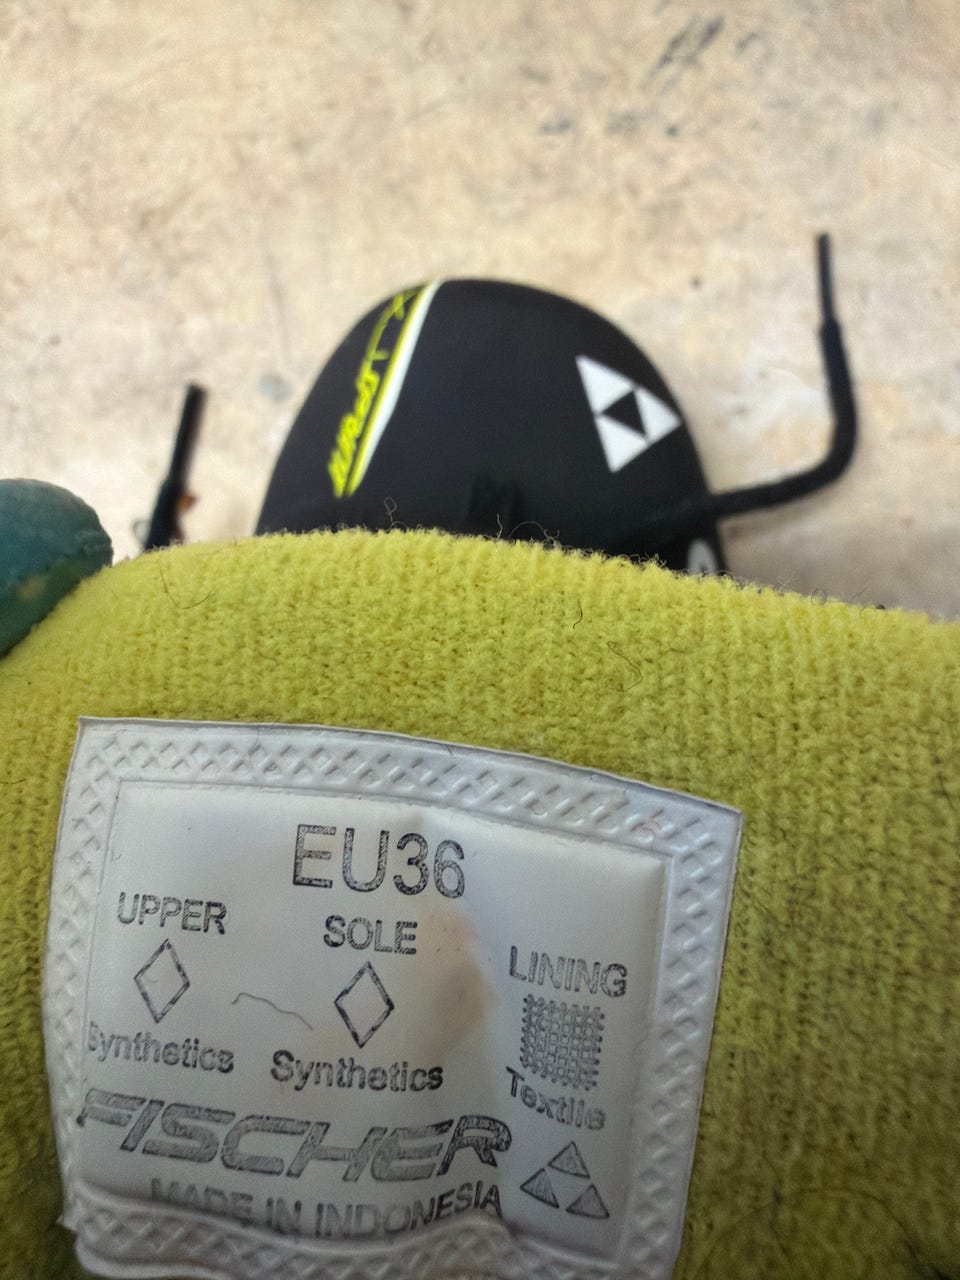 EU36
UPPER SOLE LINING
Synthetics Synthetics Textile
FISCHER
MADE IN INDONESIA